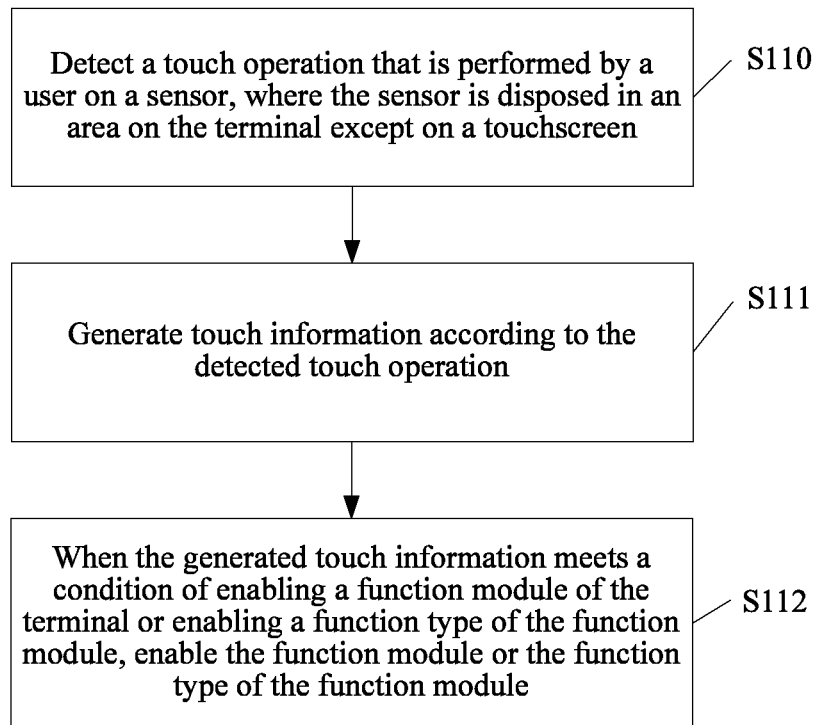 Detect a touch operation that is performed by a
user on a sensor, where the sensor is disposed in an
area on the terminal except on a touchscreen
S110
Generate touch information according to the
detected touch operation
S111
When the generated touch information meets a
condition of enabling a function module of the
terminal or enabling a function type of the function
module, enable the function module or the function
type of the function module
S112